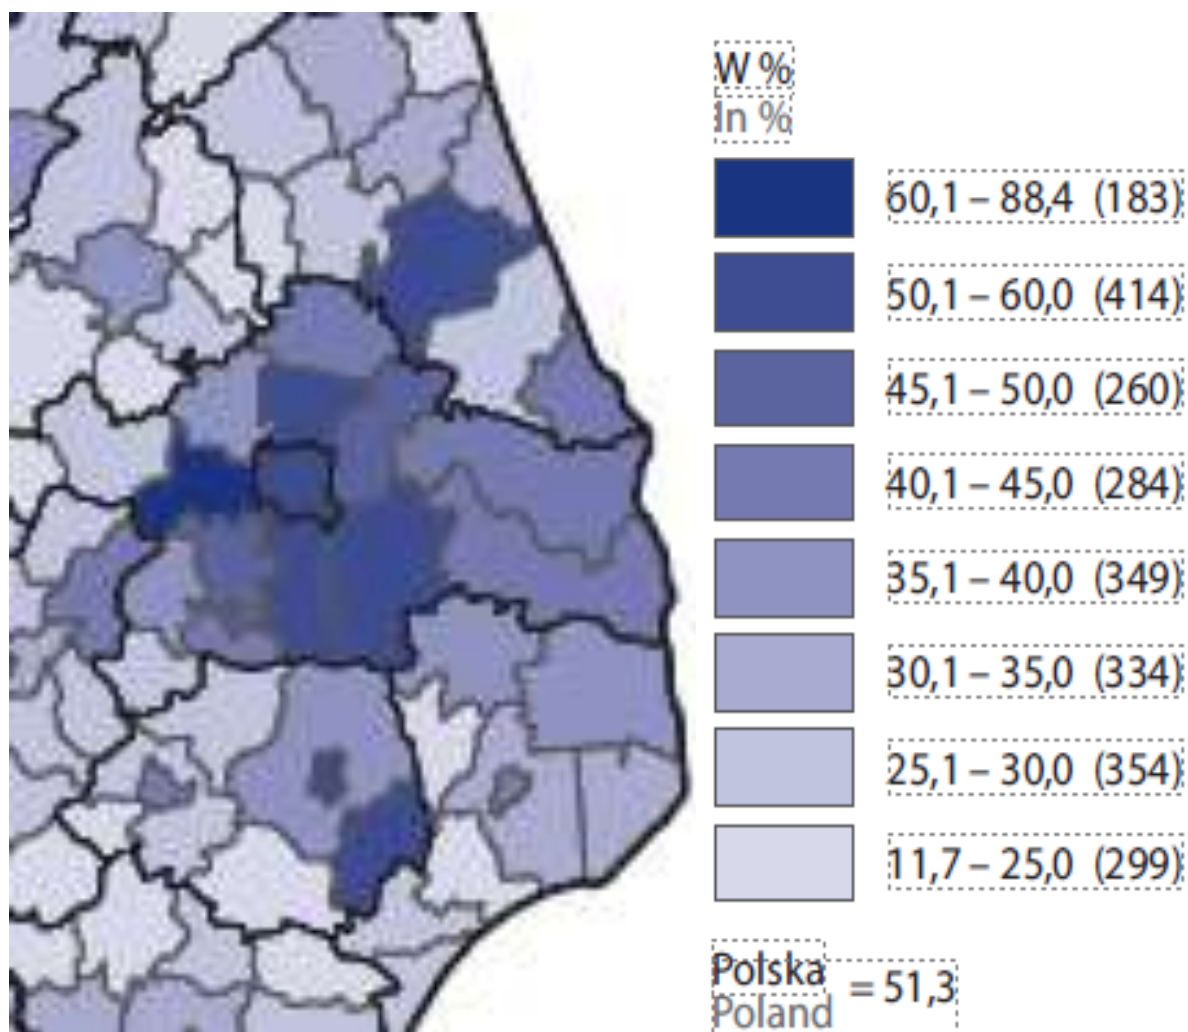 W %
In %
60,1 – 88,4 (183)
50,1 – 60,0 (414)
45,1 – 50,0 (260)
40,1 – 45,0 (284)
35,1 – 40,0 (349)
30,1 – 35,0 (334)
25,1 – 30,0 (354)
11,7 – 25,0 (299)
Polska = 51,3
Poland